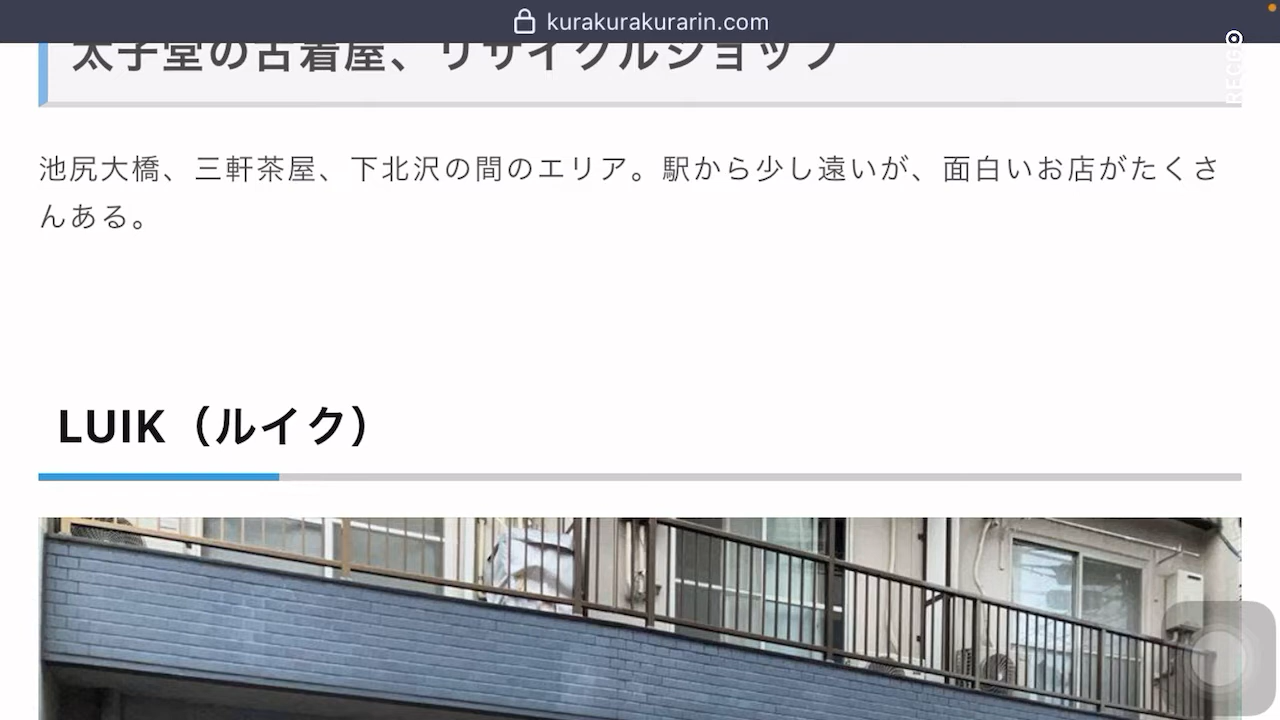 kurakurakurarin.com
太子堂の古着屋、リサイクルショップ
RECGO
池尻大橋、三軒茶屋、下北沢の間のエリア。駅から少し遠いが、面白いお店がたくさ
んある。
LUIK（ルイク）